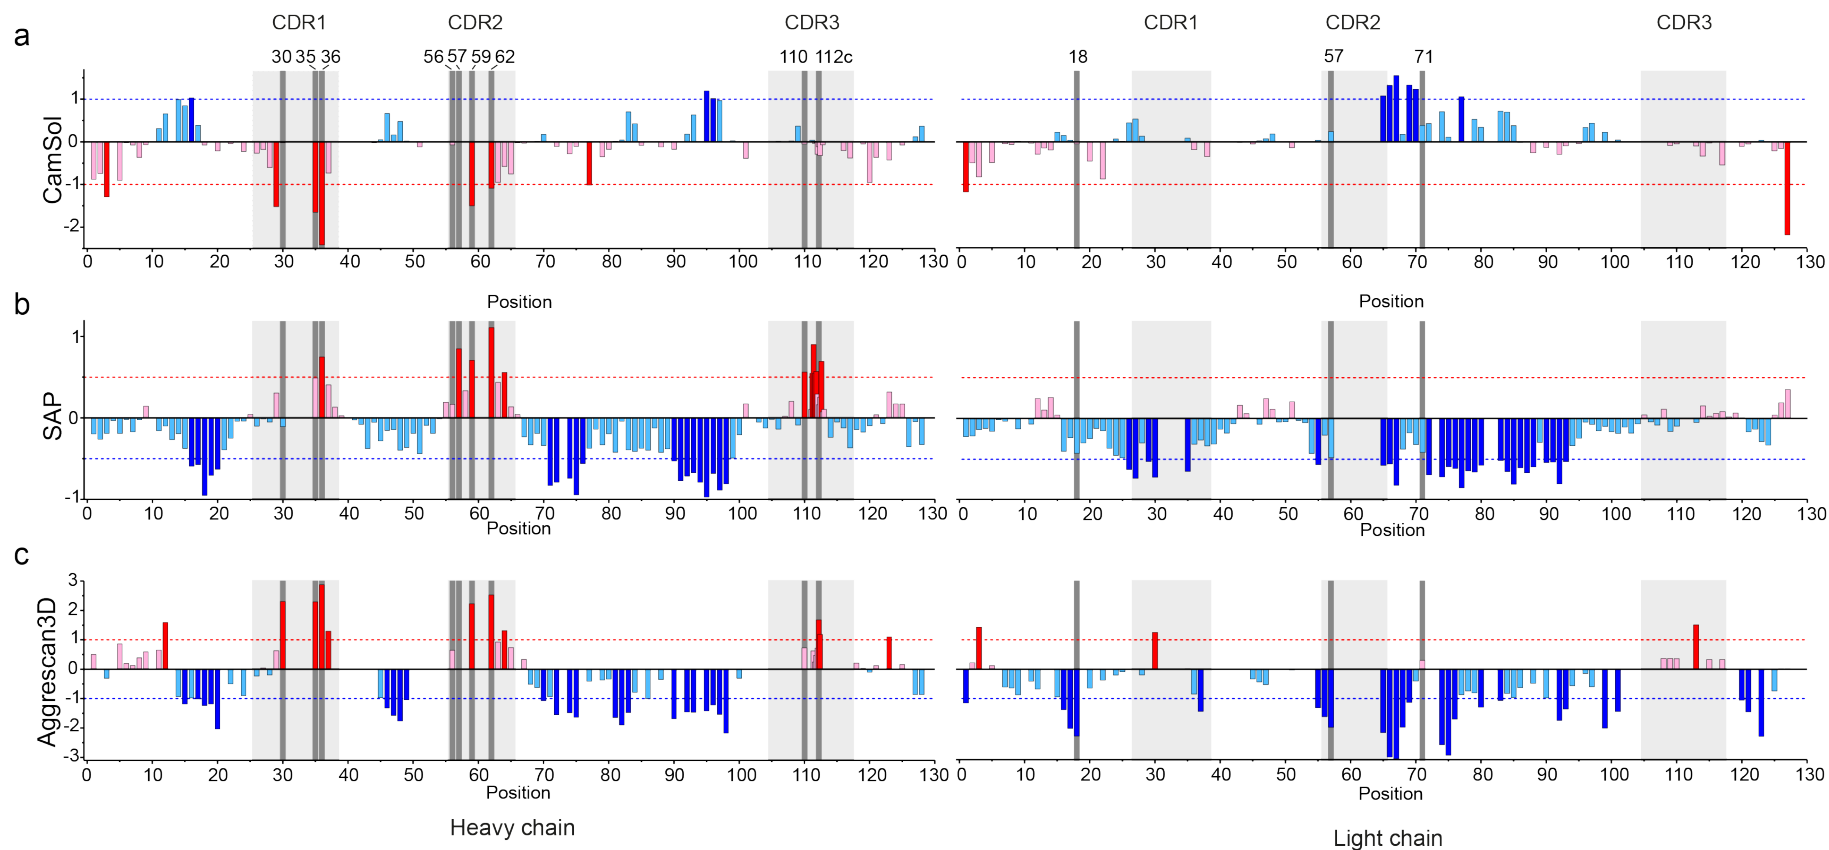 a
CDR1 CDR2 CDR3 CDR1 CDR2 CDR3
30 35 36 56 57 59 62 110 112c 18 57 71
CamSol
1
0
-1
-2
0 10 20 30 40 50 60 70 80 90 100 110 120 130 0 10 20 30 40 50 60 70 80 90 100 110 120 130
Position Position
b
SAP
1
0
-1
0 10 20 30 40 50 60 70 80 90 100 110 120 130 0 10 20 30 40 50 60 70 80 90 100 110 120 130
Position Position
c
Aggrescan3D
3
2
1
0
-1
-2
-3
0 10 20 30 40 50 60 70 80 90 100 110 120 130 0 10 20 30 40 50 60 70 80 90 100 110 120 130
Position Position
Heavy chain Light chain